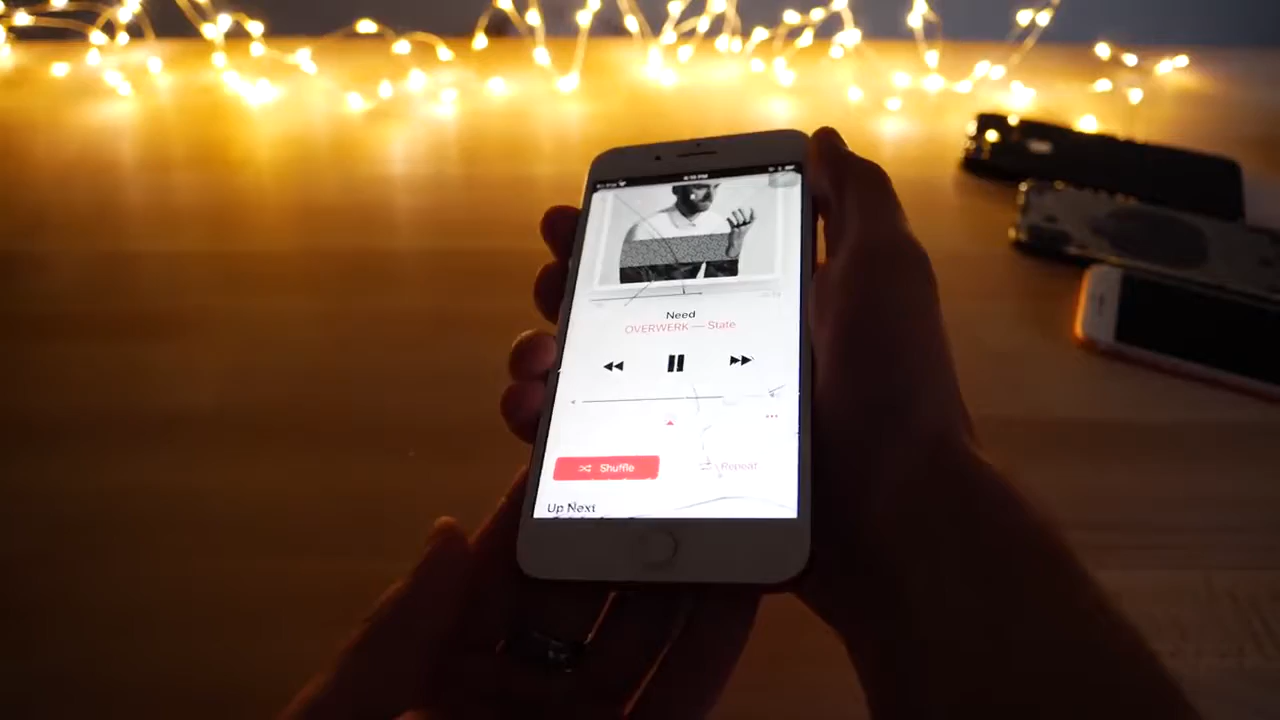 Need
OVERWERK — State
Shuffle
Repeat
Up Next